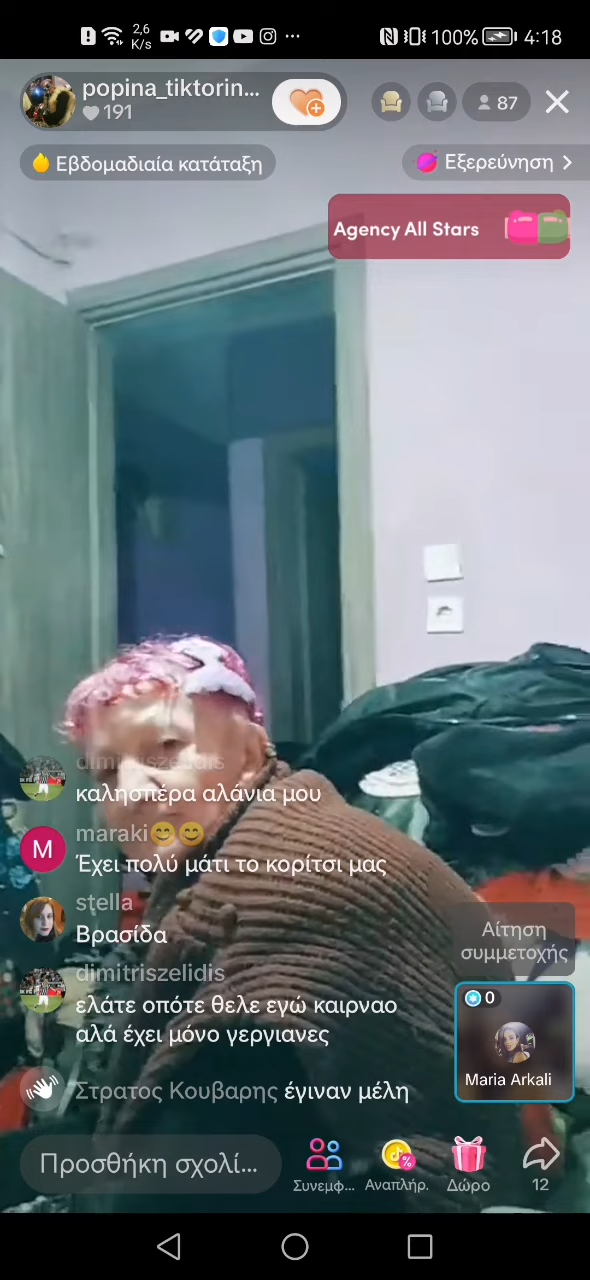 2,6
K/s
100%
4:18
popina_tiktorin...
191
87
Εβδομαδιαία κατάταξη
Εξερεύνηση
Agency All Stars
dimitriszelidis
καλησπέρα αλάνια μου
maraki😊😊
M
Έχει πολύ μάτι το κορίτσι μας
stella
Βρασίδα
dimitriszelidis
ελάτε οπότε θελε εγώ καιρναο
αλά έχει μόνο γεργιανες
Στρατος Κουβαρης έγιναν μέλη
Αίτηση
συμμετοχής
0
Maria Arkali
Προσθήκη σχολί...
Συνεμφ...
Αναπλήρ.
Δώρο
12